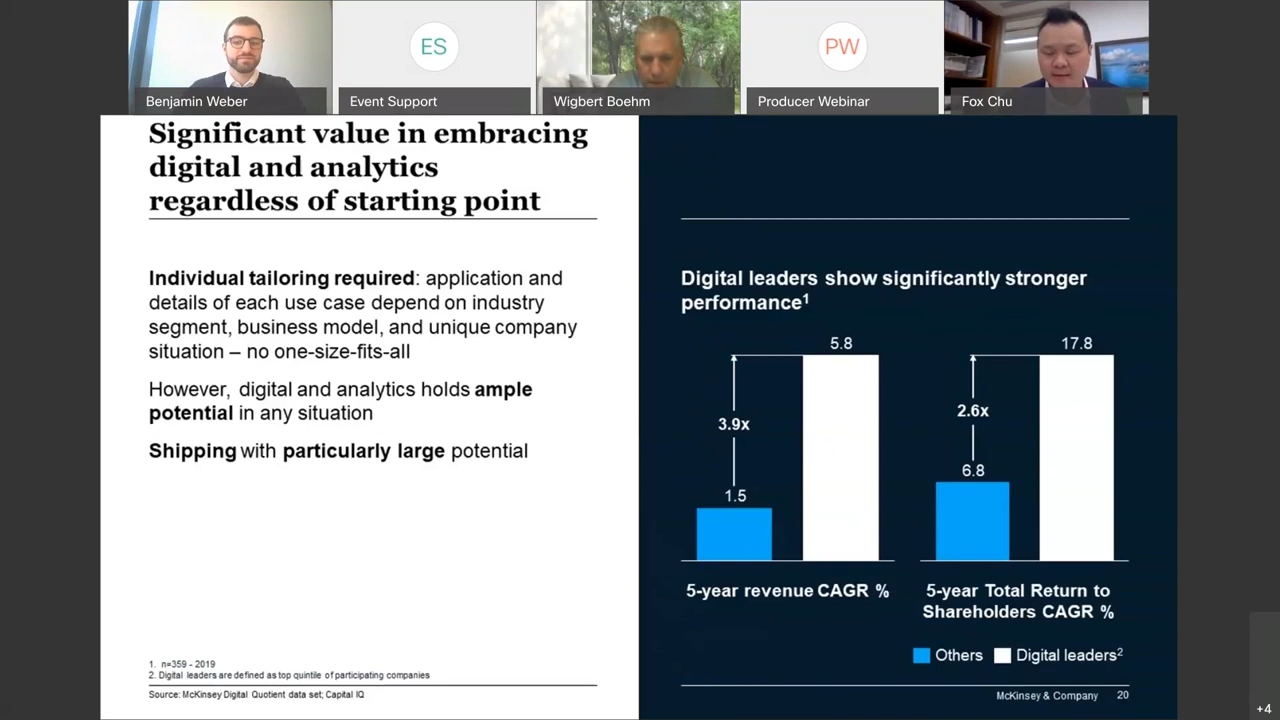 Benjamin Weber
ES
Event Support
Wigbert Boehm
PW
Producer Webinar
Fox Chu
Significant value in embracing
digital and analytics
regardless of starting point
Individual tailoring required: application and
details of each use case depend on industry
segment, business model, and unique company
situation – no one-size-fits-all
However, digital and analytics holds ample
potential in any situation
Shipping with particularly large potential
1. n=359 - 2019
2. Digital leaders are defined as top quintile of participating companies
Source: McKinsey Digital Quotient data set; Capital IQ
Digital leaders show significantly stronger
performance1
5.8
3.9x
1.5
5-year revenue CAGR %
17.8
2.6x
6.8
5-year Total Return to
Shareholders CAGR %
Others
Digital leaders2
McKinsey & Company 20
+4